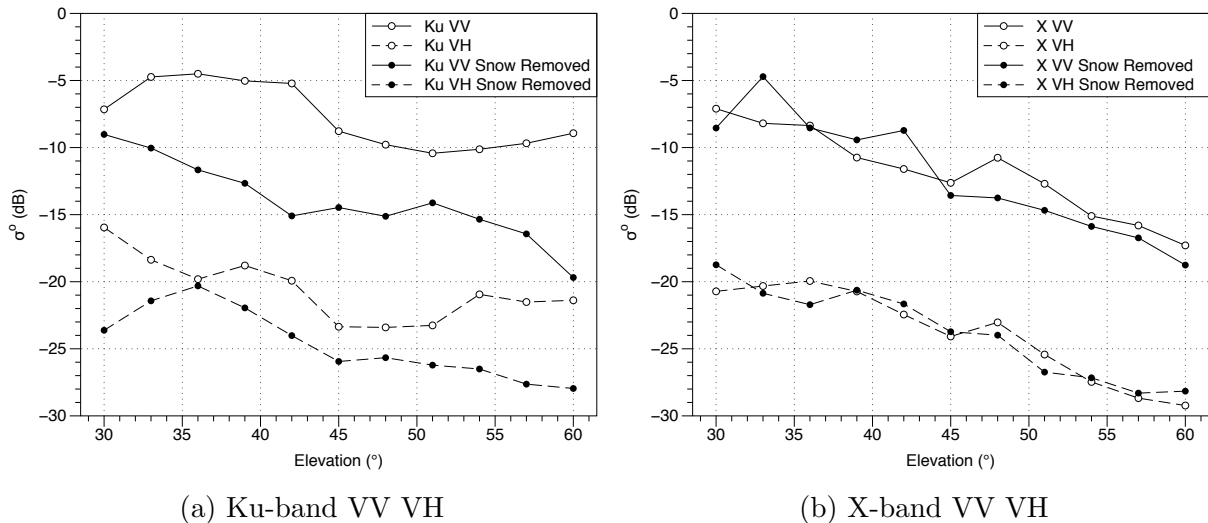 0
−5
−10
−15
−20
−25
−30
σ° (dB)
30 35 40 45 50 55 60
Elevation (°)
Ku VV
Ku VH
Ku VV Snow Removed
Ku VH Snow Removed
(a) Ku-band VV VH
0
−5
−10
−15
−20
−25
−30
σ° (dB)
30 35 40 45 50 55 60
Elevation (°)
X VV
X VH
X VV Snow Removed
X VH Snow Removed
(b) X-band VV VH